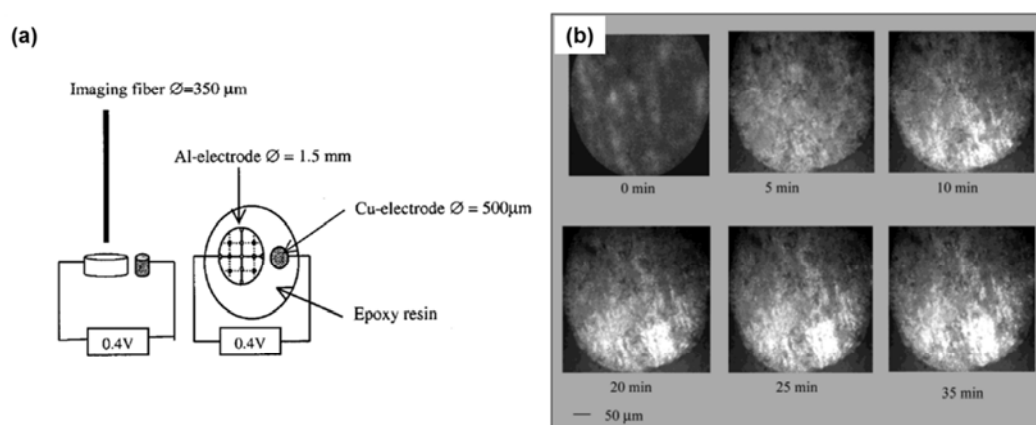 (a)
Imaging fiber Ø=350 µm
Al-electrode Ø = 1.5 mm
Cu-electrode Ø = 500µm
Epoxy resin
0.4V
0.4V
(b)
0 min
5 min
10 min
20 min
25 min
35 min
50 µm